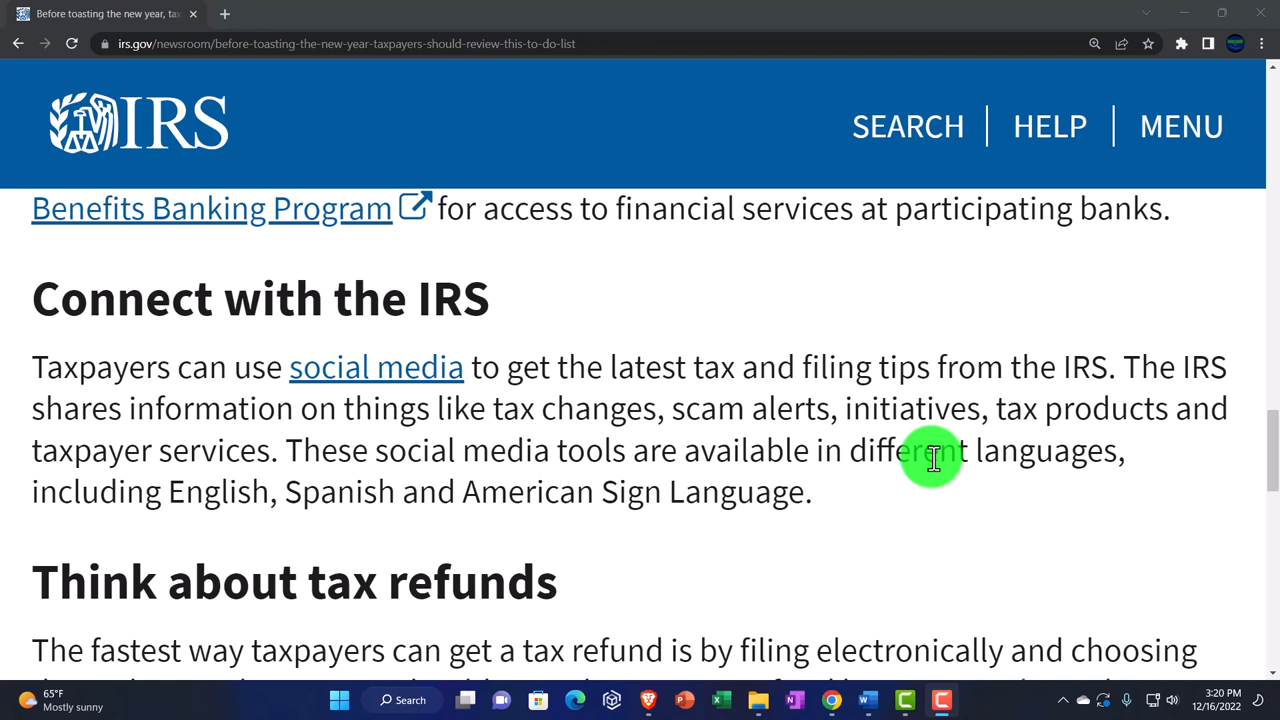 Before toasting the new year, tax
irs.gov/newsroom/before-toasting-the-new-year-taxpayers-should-review-this-to-do-list
IRS
SEARCH
HELP
MENU
Benefits Banking Program for access to financial services at participating banks.
Connect with the IRS
Taxpayers can use social media to get the latest tax and filing tips from the IRS. The IRS
shares information on things like tax changes, scam alerts, initiatives, tax products and
taxpayer services. These social media tools are available in different languages,
including English, Spanish and American Sign Language.
Think about tax refunds
The fastest way taxpayers can get a tax refund is by filing electronically and choosing
65°F
Mostly sunny
Search
3:20 PM
12/16/2022